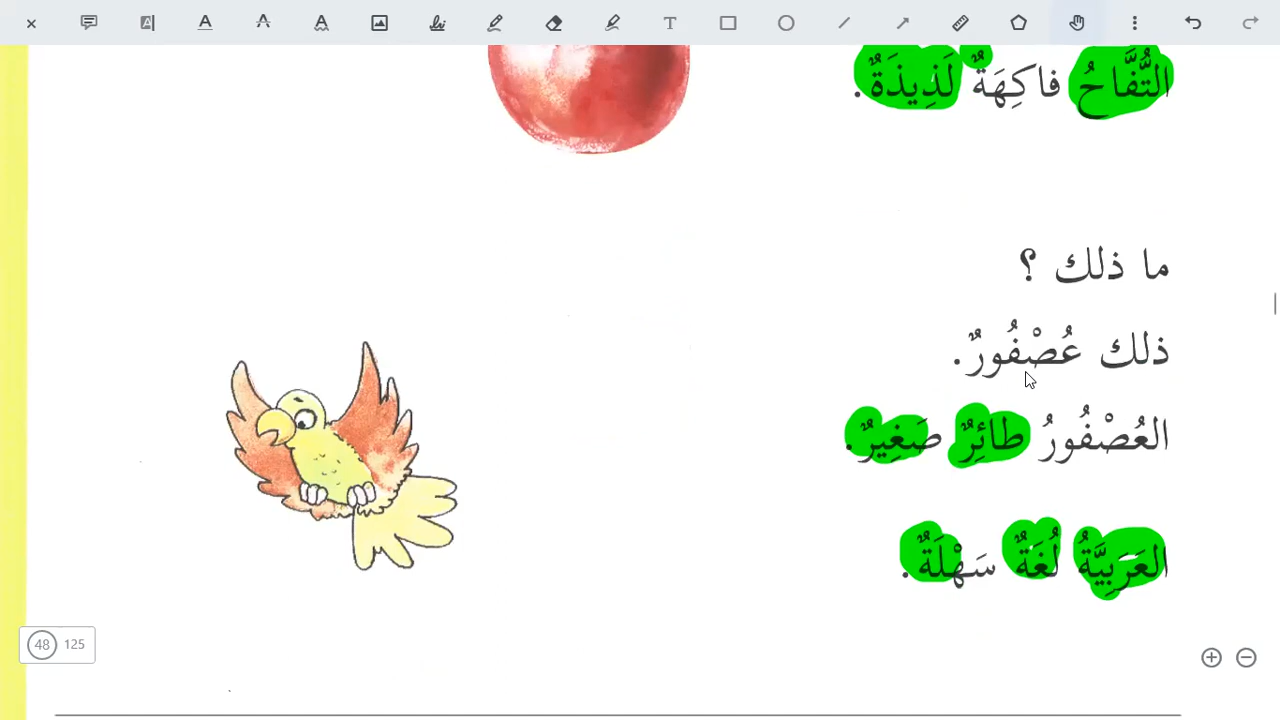 التُّفَّاحُ فاكِهَةٌ لَذِيذَةٌ .
ما ذلك ؟
ذلك عُصْفُورٌ .
العُصْفُورُ طائِرٌ صَغِيرٌ .
العَرَبِيَّةُ لُغَةٌ سَهْلَةٌ .
48 125